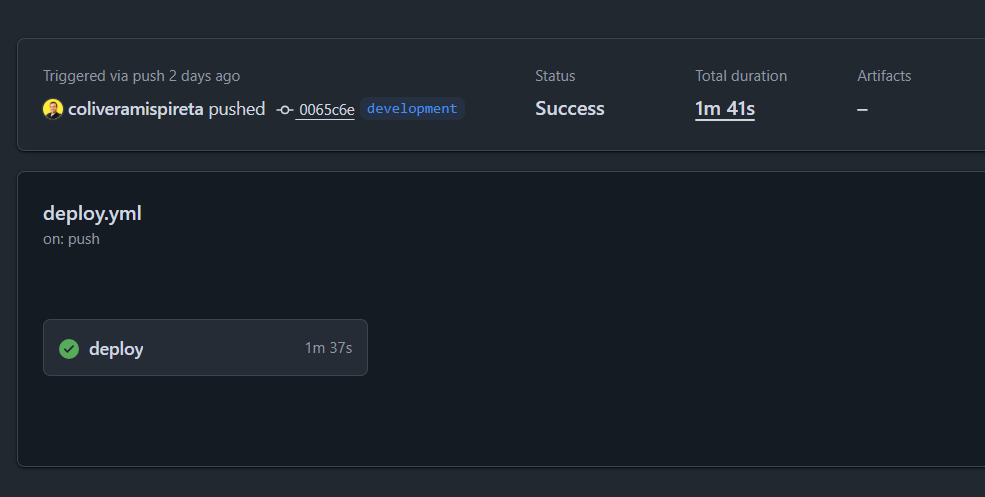 Triggered via push 2 days ago
coliveramispireta pushed 0065c6e development
Status
Success
Total duration
1m 41s
Artifacts
–
deploy.yml
on: push
deploy 1m 37s